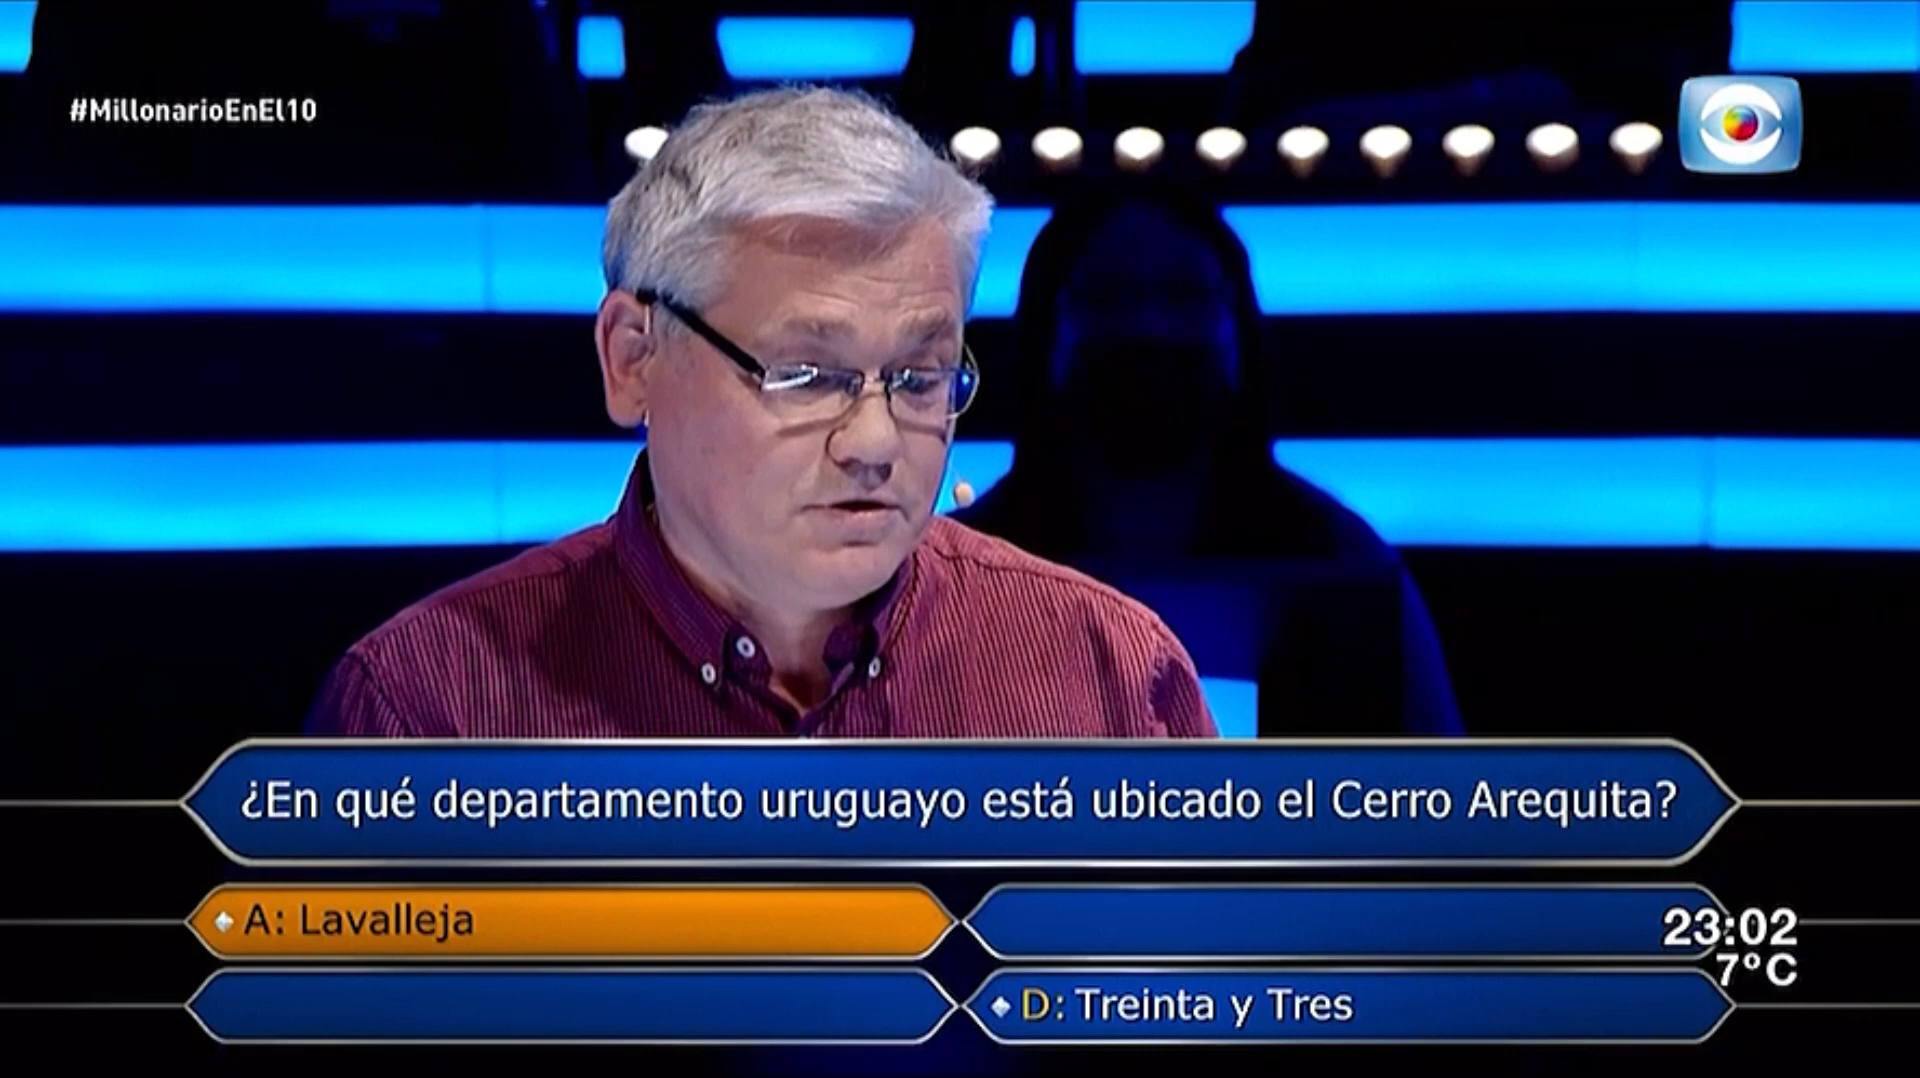 #MillonarioEnEl10
¿En qué departamento uruguayo está ubicado el Cerro Arequita?
A: Lavalleja
23:02
7°C
D: Treinta y Tres